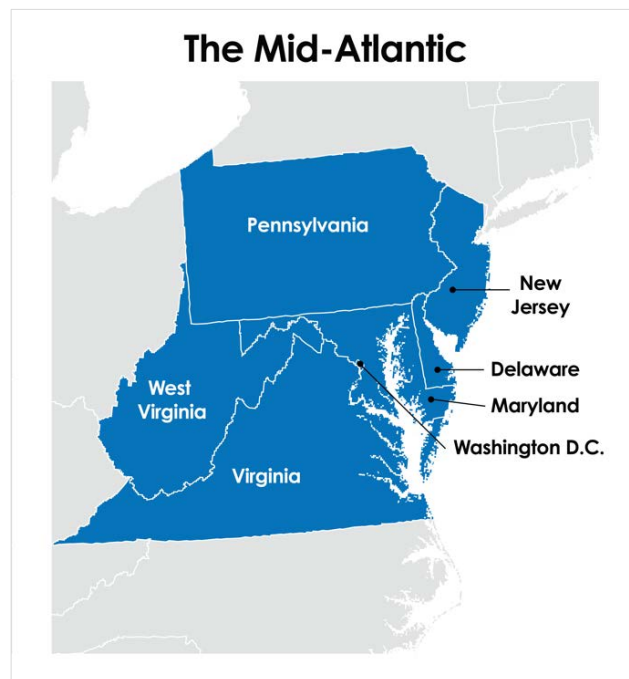 The Mid-Atlantic
Pennsylvania
New
Jersey
Delaware
West
Virginia
Maryland
Washington D.C.
Virginia